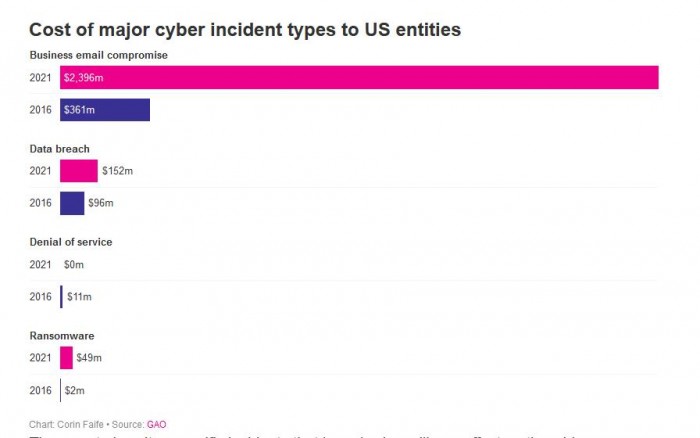 Cost of major cyber incident types to US entities
Business email compromise
2021 $2,396m
2016 $361m
Data breach
2021 $152m
2016 $96m
Denial of service
2021 $0m
2016 $11m
Ransomware
2021 $49m
2016 $2m
Chart: Corin Faife • Source: GAO